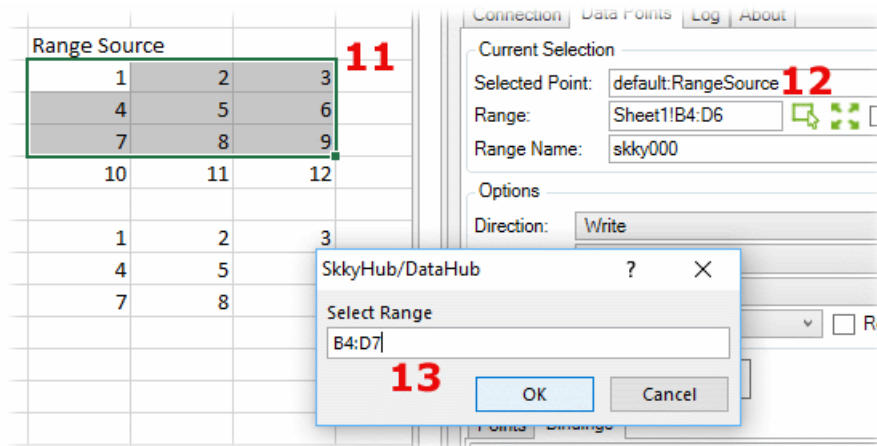 Connection Data Points Log About
Range Source
11
Current Selection
1 2 3
Selected Point: default:RangeSource
12
4 5 6
Range: Sheet1!B4:D6
7 8 9
Range Name: skky000
10 11 12
Options
Direction: Write
1 2 3
4 5
7 8
SkkyHub/DataHub ? X
Select Range
B4:D7
13
OK Cancel
Points Bindings